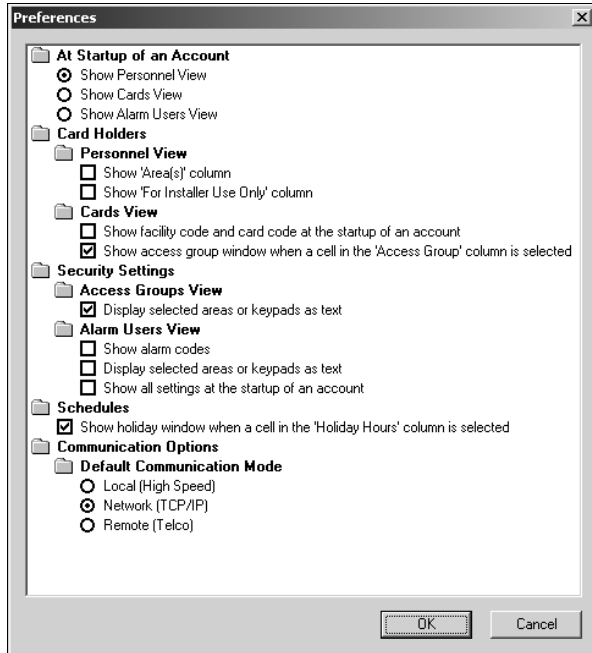 Preferences
At Startup of an Account
Show Personnel View
Show Cards View
Show Alarm Users View
Card Holders
Personnel View
Show 'Area(s)' column
Show 'For Installer Use Only' column
Cards View
Show facility code and card code at the startup of an account
Show access group window when a cell in the 'Access Group' column is selected
Security Settings
Access Groups View
Display selected areas or keypads as text
Alarm Users View
Show alarm codes
Display selected areas or keypads as text
Show all settings at the startup of an account
Schedules
Show holiday window when a cell in the 'Holiday Hours' column is selected
Communication Options
Default Communication Mode
Local (High Speed)
Network (TCP/IP)
Remote (Telco)
OK Cancel